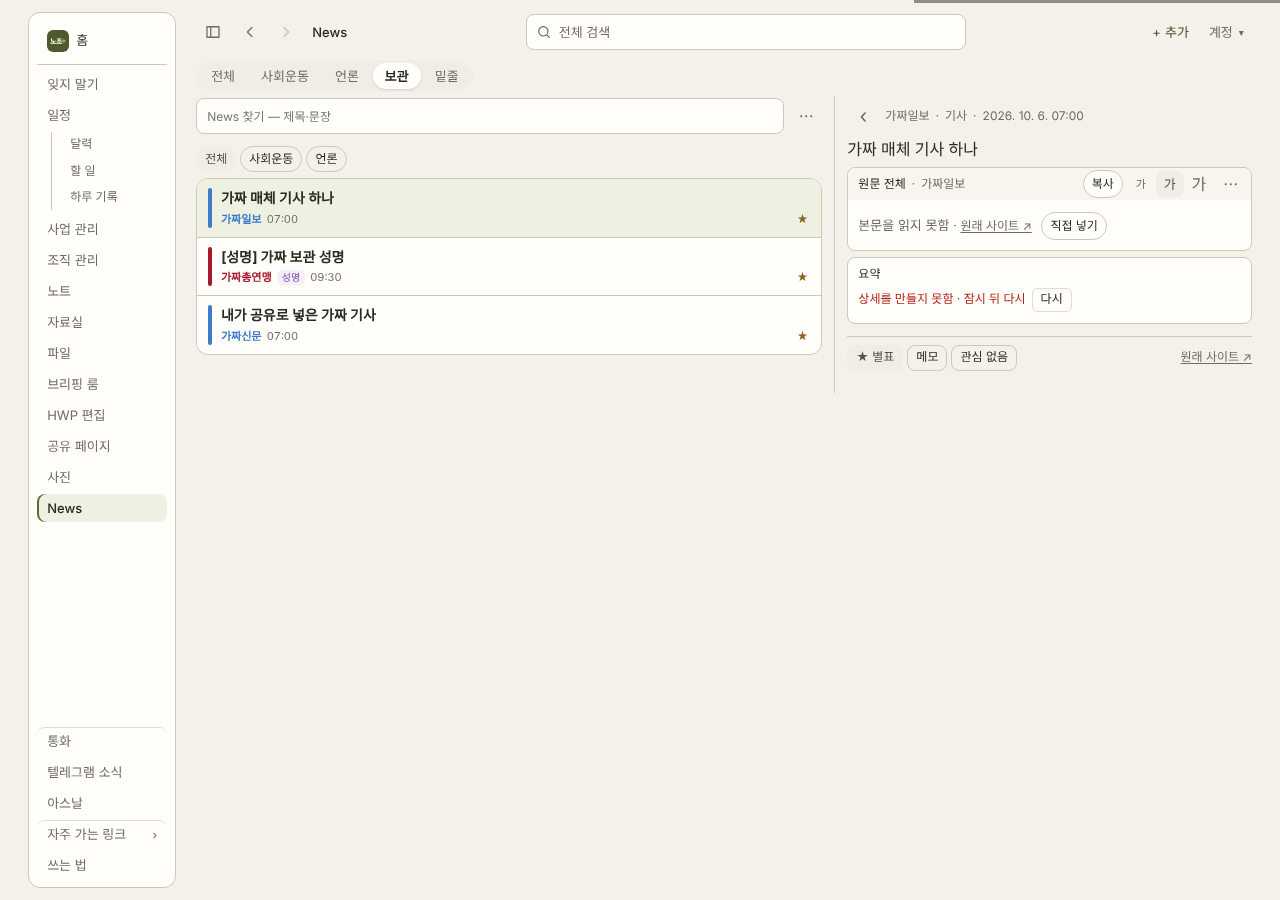 노조+ 홈
잊지 말기
일정
달력
할 일
하루 기록
사업 관리
조직 관리
노트
자료실
파일
브리핑 룸
HWP 편집
공유 페이지
사진
News
통화
텔레그램 소식
아스날
자주 가는 링크 ›
쓰는 법
News
전체 검색
+ 추가 계정 ▾
전체 사회운동 언론 보관 밑줄
News 찾기 — 제목·문장 ⋯
전체 사회운동 언론
가짜 매체 기사 하나
가짜일보 07:00 ★
[성명] 가짜 보관 성명
가짜총연맹 성명 09:30 ★
내가 공유로 넣은 가짜 기사
가짜신문 07:00 ★
가짜일보 · 기사 · 2026. 10. 6. 07:00
가짜 매체 기사 하나
원문 전체 · 가짜일보 복사 가 가 가 ⋯
본문을 읽지 못함 · 원래 사이트 ↗ 직접 넣기
요약
상세를 만들지 못함 · 잠시 뒤 다시 다시
★ 별표 메모 관심 없음 원래 사이트 ↗